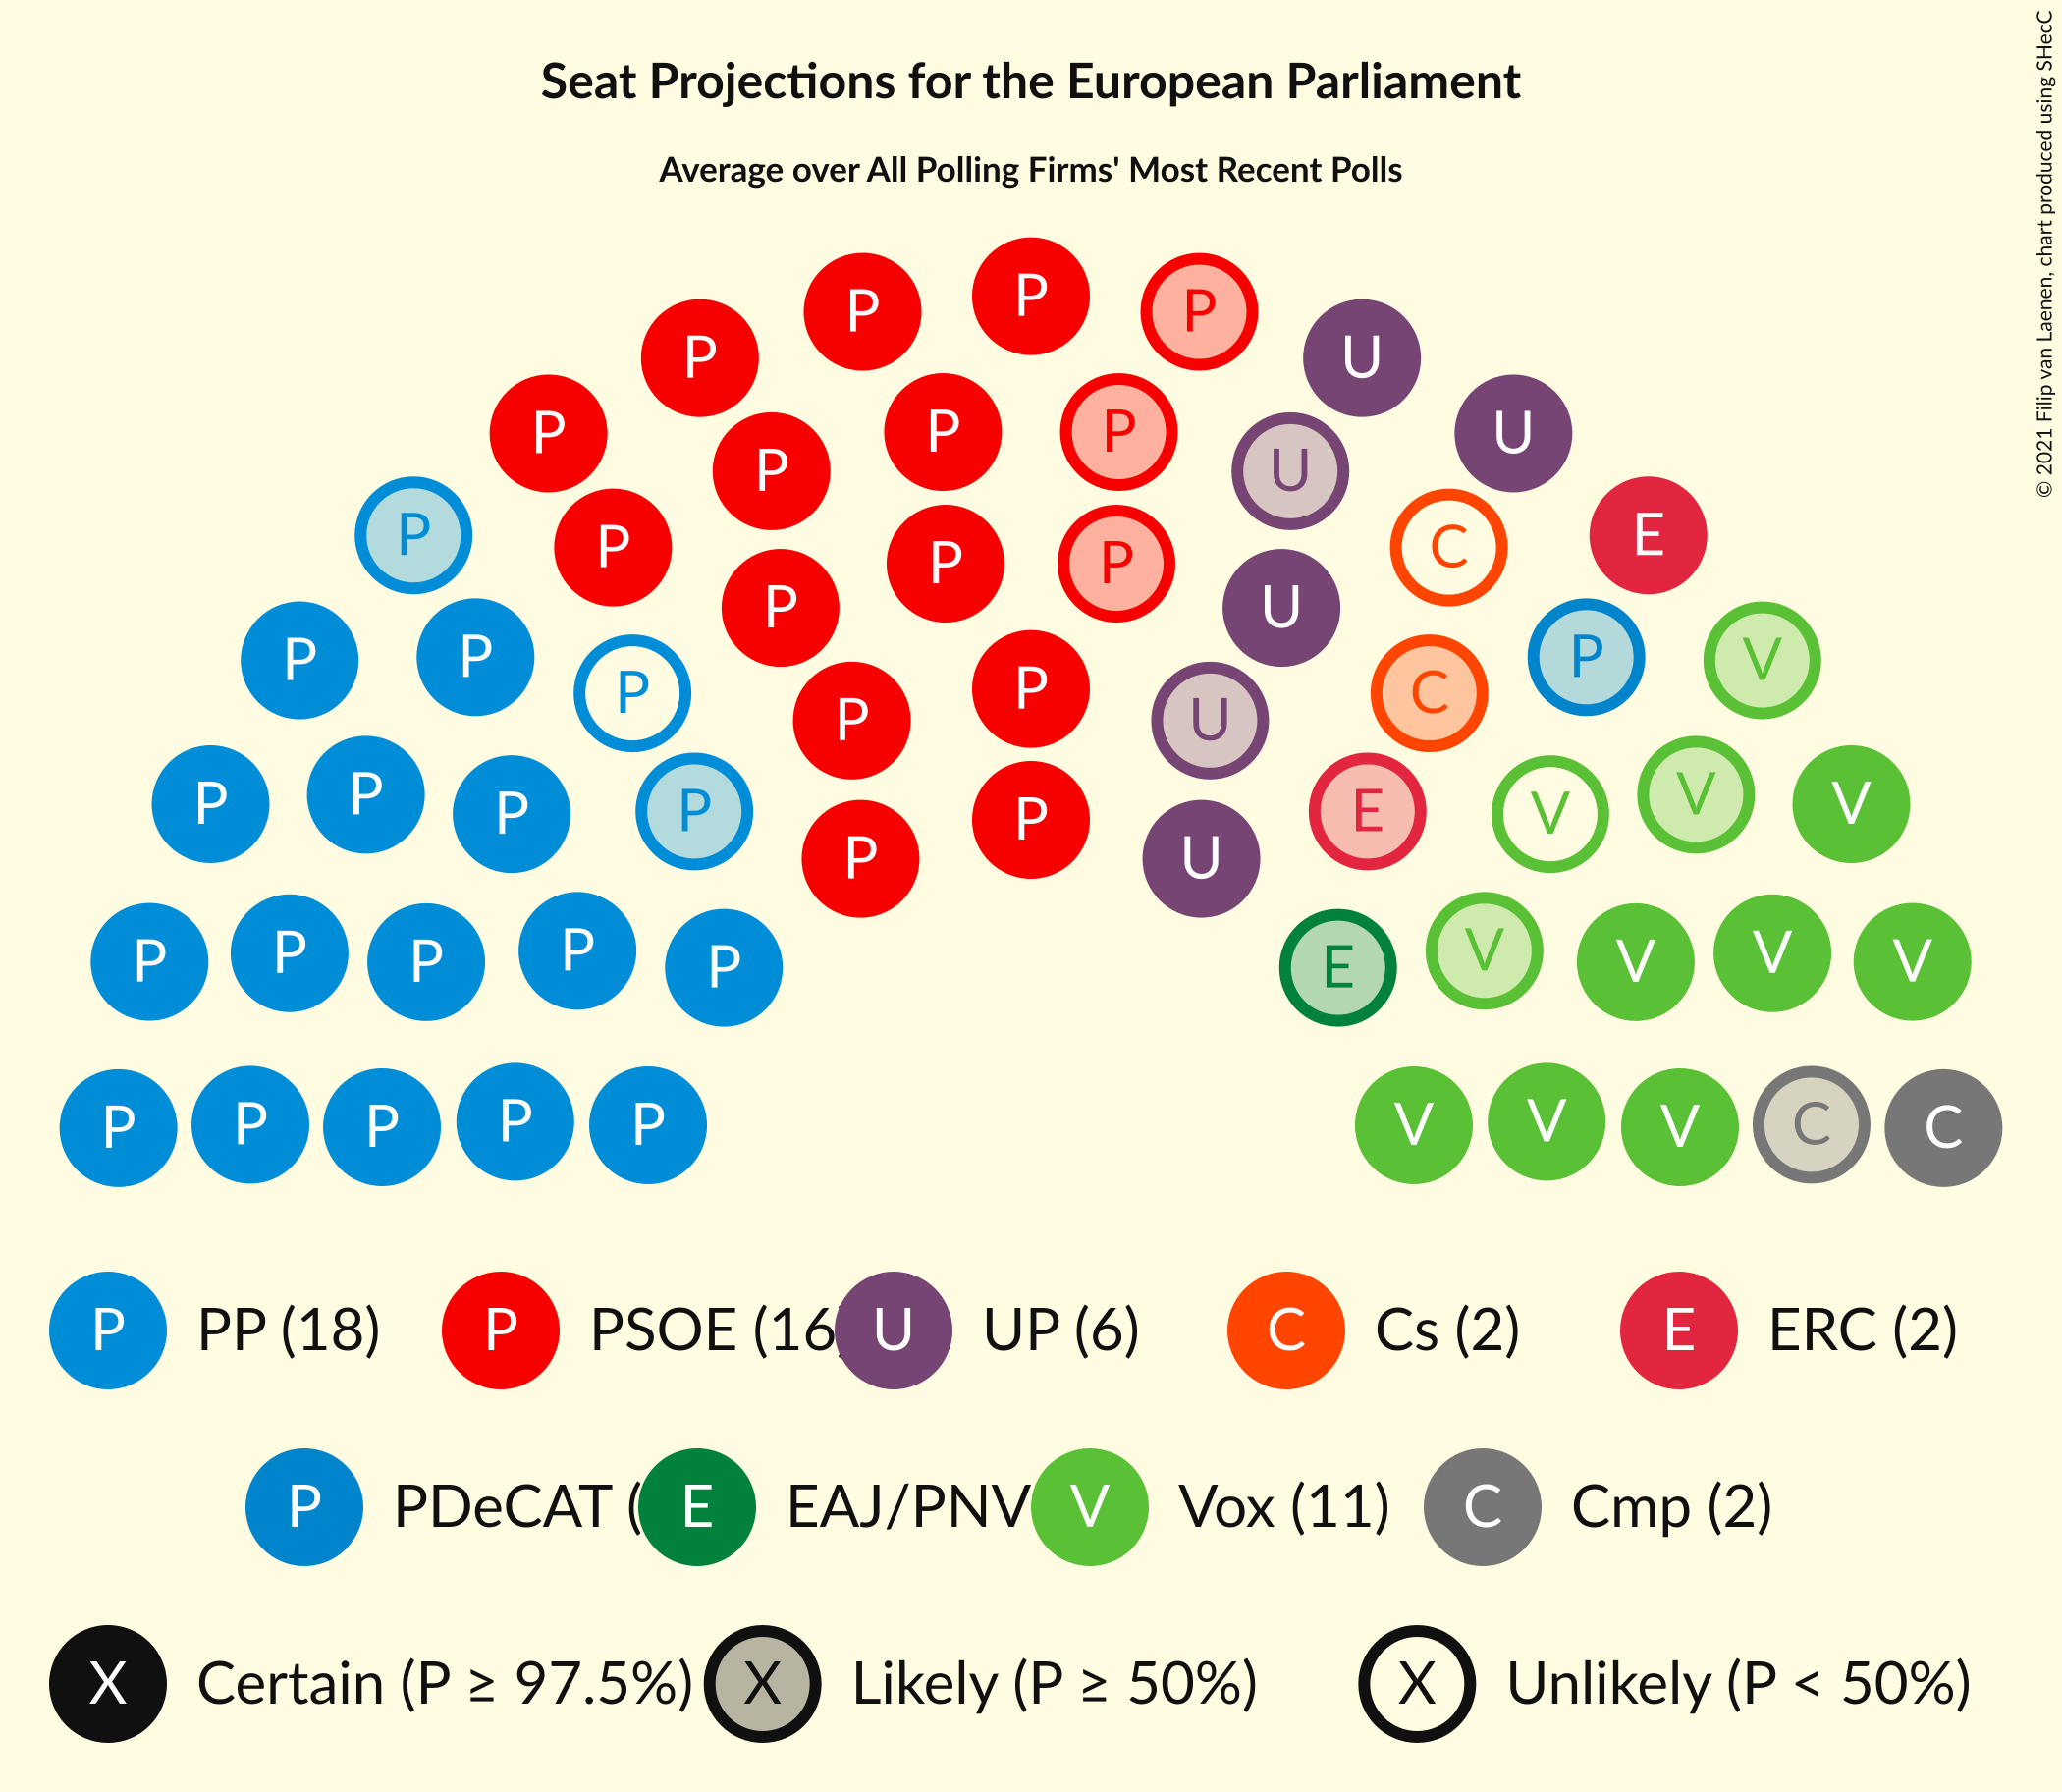 Seat Projections for the European Parliament
Average over All Polling Firms' Most Recent Polls
© 2021 Filip van Laenen, chart produced using SHecC
P
P P
P U
P P P U
P U
P E
P C
P P
P U
P P P V
P P C
P U
P P P P P E V V V
P U
P P P P P E V V V V
P P P P P V V V C C
P PP (18) P PSOE (16 U UP (6) C Cs (2) E ERC (2)
P PDeCAT ( E EAJ/PNV V Vox (11) C Cmp (2)
X Certain (P ≥ 97.5%) X Likely (P ≥ 50%) X Unlikely (P < 50%)